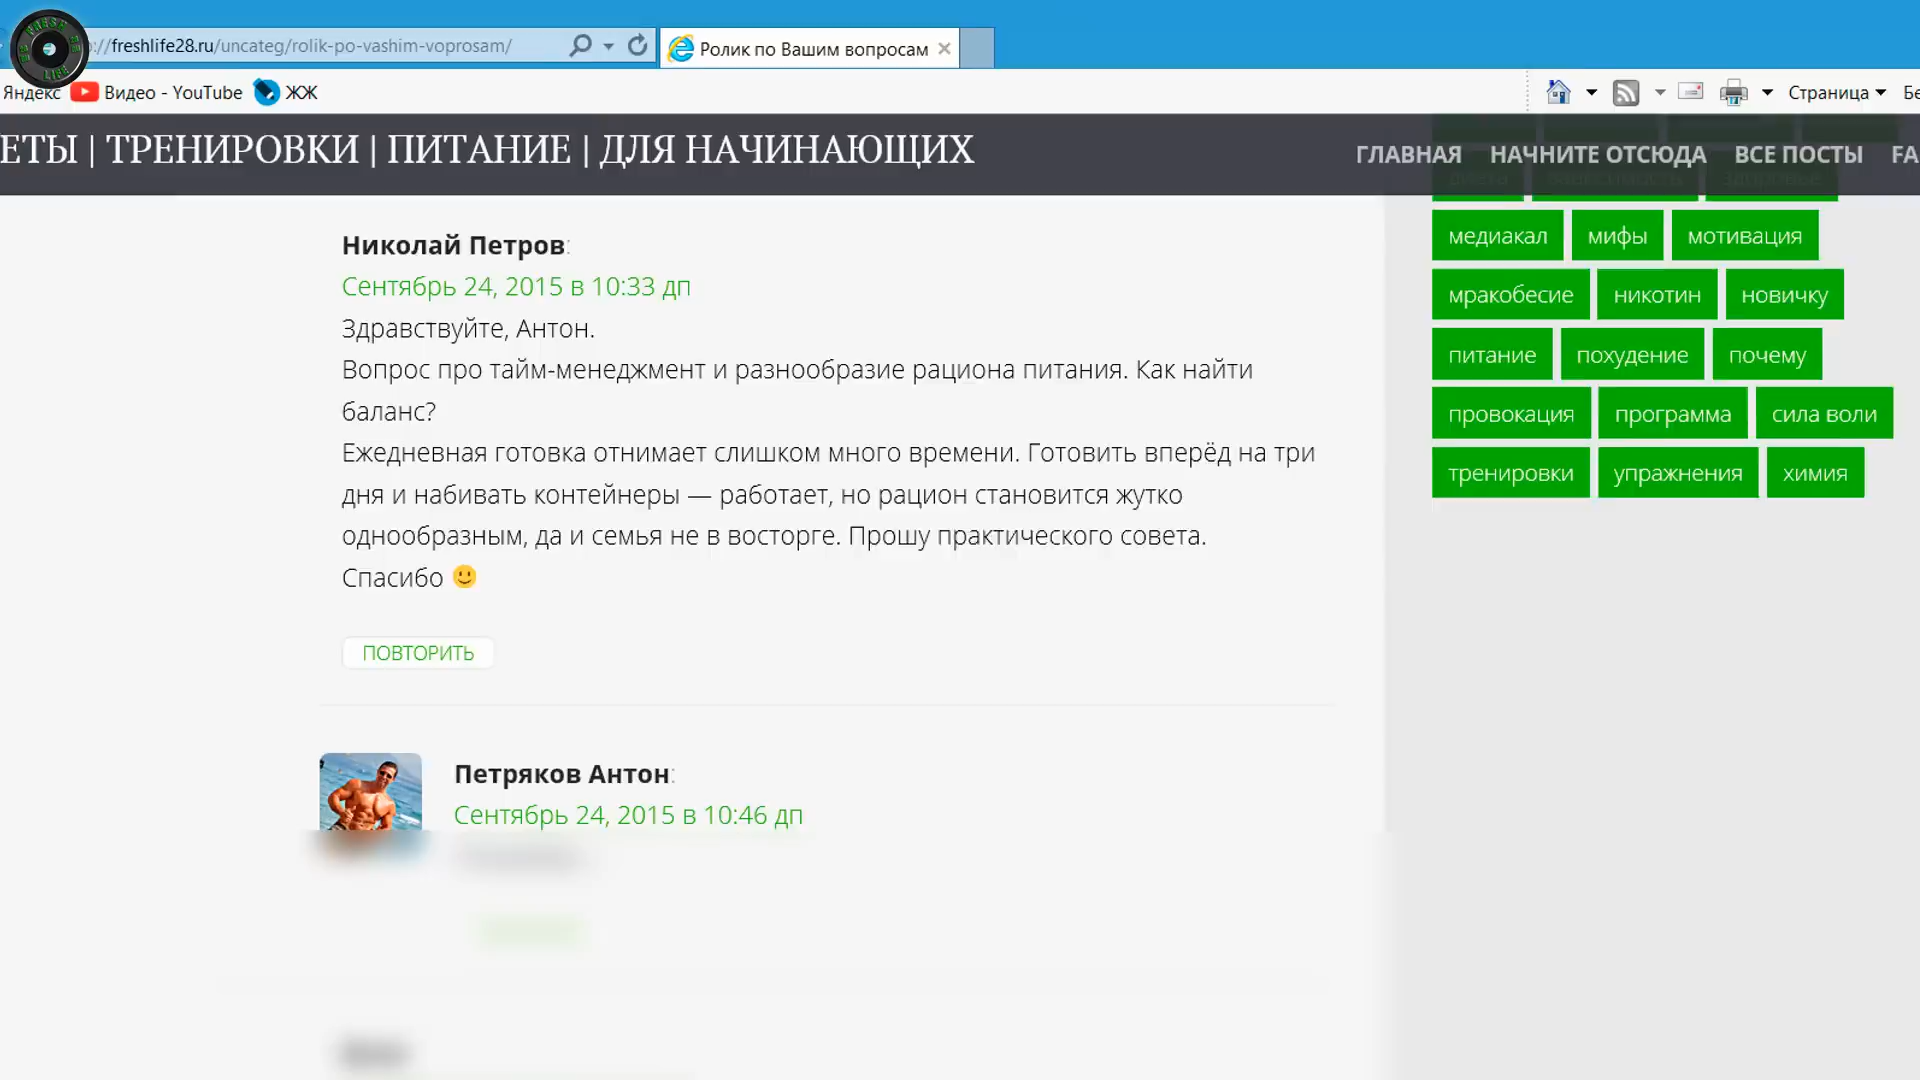 FRESH
LIFE
://freshlife28.ru/uncateg/rolik-po-vashim-voprosam/
Ролик по Вашим вопросам
Яндекс
Видео - YouTube
ЖЖ
Страница
Бе
ЕТЫ | ТРЕНИРОВКИ | ПИТАНИЕ | ДЛЯ НАЧИНАЮЩИХ
ГЛАВНАЯ
НАЧНИТЕ ОТСЮДА
ВСЕ ПОСТЫ
FA
Николай Петров:
Сентябрь 24, 2015 в 10:33 дп
Здравствуйте, Антон.
Вопрос про тайм-менеджмент и разнообразие рациона питания. Как найти
баланс?
Ежедневная готовка отнимает слишком много времени. Готовить вперёд на три
дня и набивать контейнеры — работает, но рацион становится жутко
однообразным, да и семья не в восторге. Прошу практического совета.
Спасибо
ПОВТОРИТЬ
Петряков Антон:
Сентябрь 24, 2015 в 10:46 дп
медиакал
мифы
мотивация
мракобесие
никотин
новичку
питание
похудение
почему
провокация
программа
сила воли
тренировки
упражнения
химия